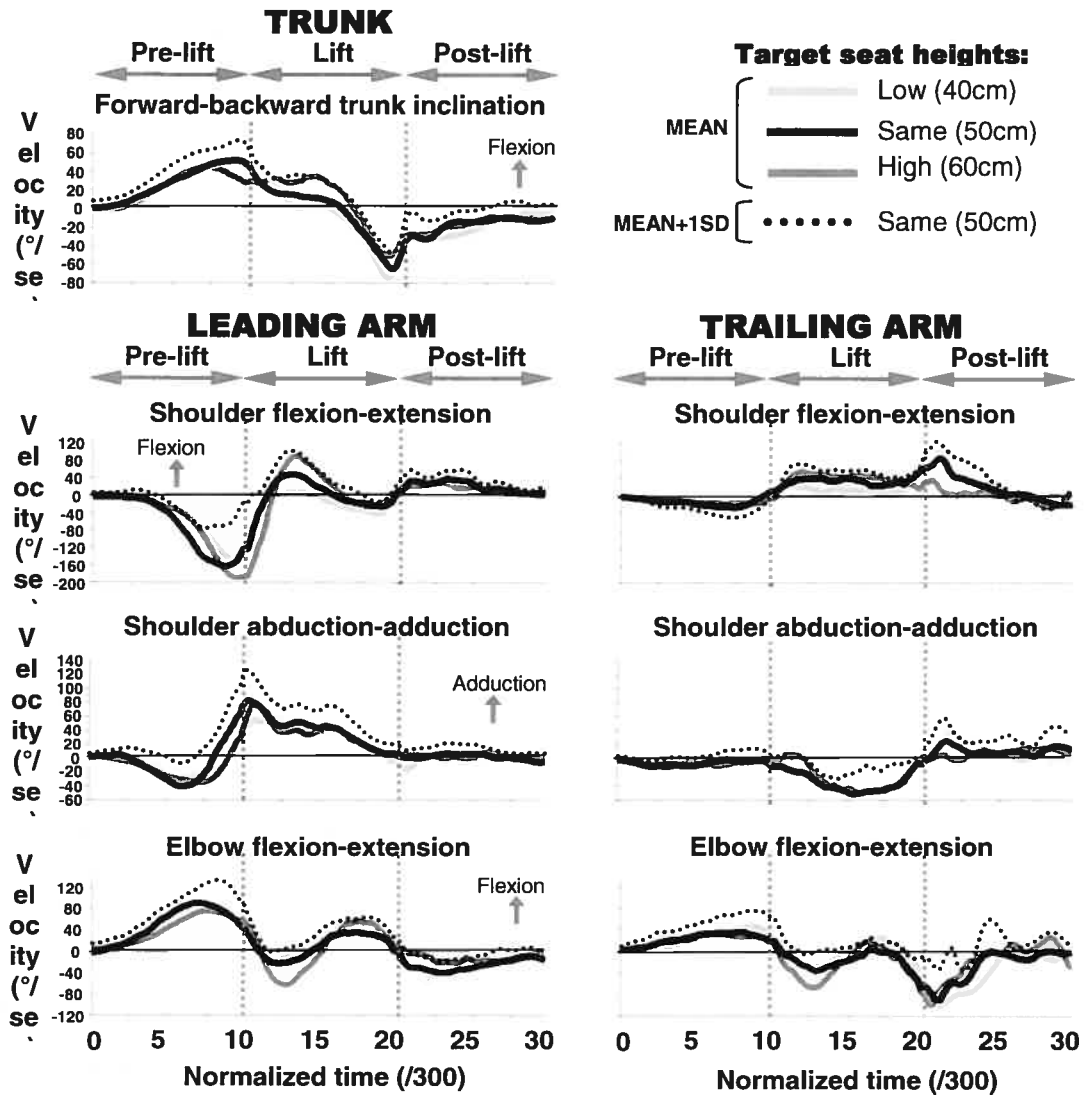 TRUNK
Pre-lift Lift Post-lift
Forward-backward trunk inclination
V
el
oc
ity
(°/
se
80
60
40
20
0
-20
-40
-60
-80
Flexion
Target seat heights:
MEAN
Low (40cm)
Same (50cm)
High (60cm)
MEAN+1SD
Same (50cm)
LEADING ARM
Pre-lift Lift Post-lift
Shoulder flexion-extension
V
el
oc
ity
(°/
se
120
80
40
0
-40
-80
-120
-160
-200
Flexion
TRAILING ARM
Pre-lift Lift Post-lift
Shoulder flexion-extension
Shoulder abduction-adduction
V
el
oc
ity
(°/
se
140
100
80
60
20
0
-20
-40
-60
Adduction
Shoulder abduction-adduction
Elbow flexion-extension
V
el
oc
ity
(°/
se
120
80
40
0
-40
-80
-120
Flexion
0 5 10 15 20 25 30
Normalized time (/300)
Elbow flexion-extension
0 5 10 15 20 25 30
Normalized time (/300)